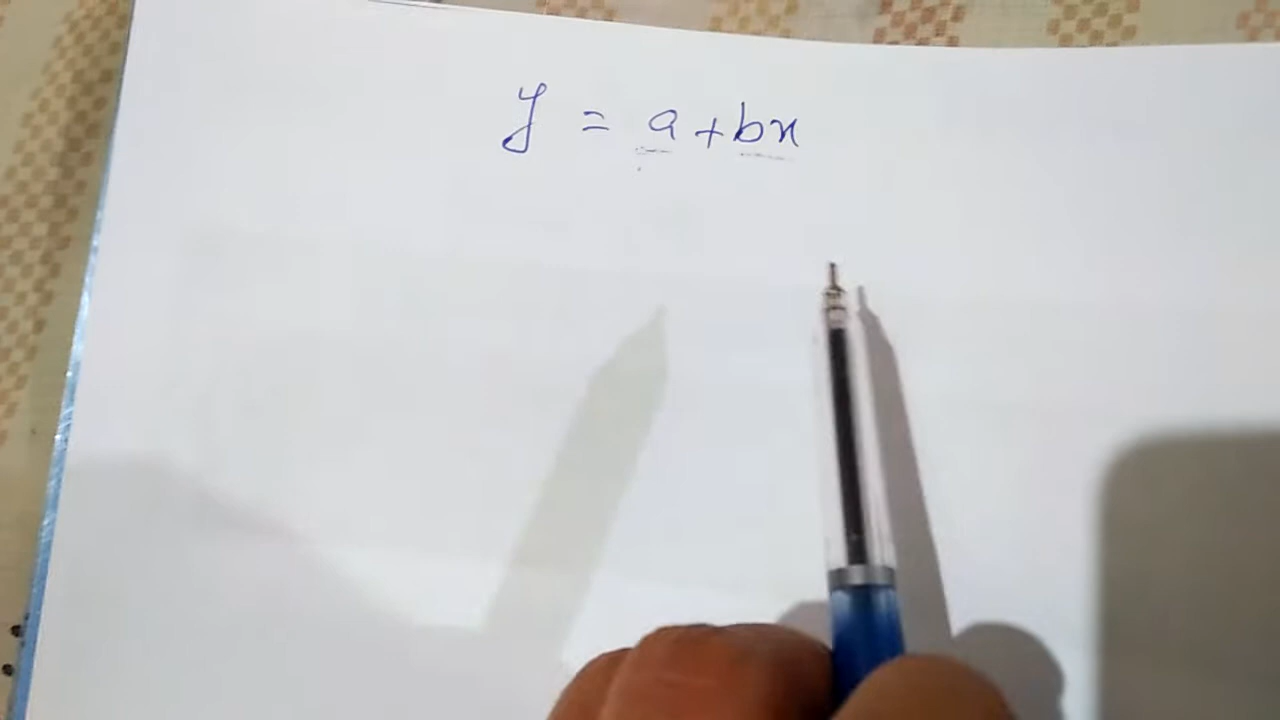 y = a + bx